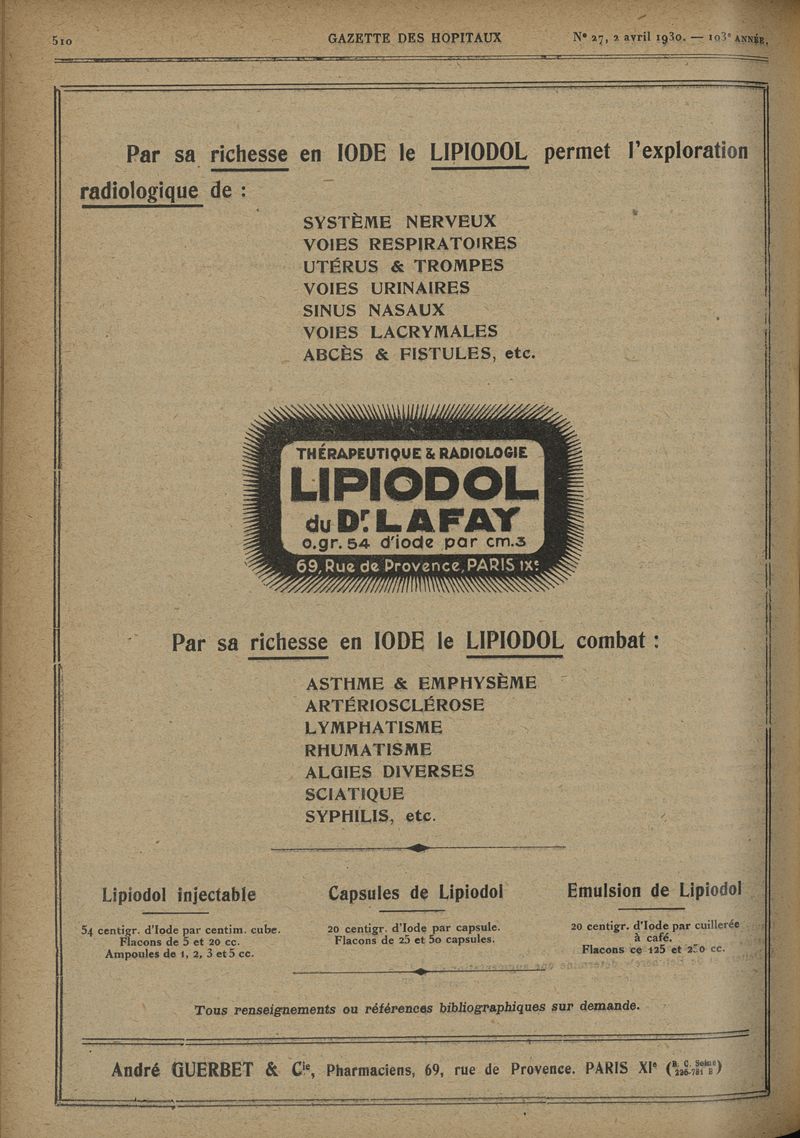 510 GAZETTE DES HOPITAUX N° 27, 2 avril 1930. — 103e ANNÉE.
Par sa richesse en IODE le LIPIODOL permet l'exploration
radiologique de :
SYSTÈME NERVEUX
VOIES RESPIRATOIRES
UTÉRUS & TROMPES
VOIES URINAIRES
SINUS NASAUX
VOIES LACRYMALES
ABCÈS & FISTULES, etc.
THÉRAPEUTIQUE & RADIOLOGIE
LIPIODOL
du Dr. LAFAY
0.gr. 54 d'iode par cm.3
69, Rue de Provence, PARIS IXe
Par sa richesse en IODE le LIPIODOL combat :
ASTHME & EMPHYSÈME
ARTÉRIOSCLÉROSE
LYMPHATISME
RHUMATISME
ALGIES DIVERSES
SCIATIQUE
SYPHILIS, etc.
Lipiodol injectable
54 centigr. d'Iode par centim. cube.
Flacons de 5 et 20 cc.
Ampoules de 1, 2, 3 et 5 cc.
Capsules de Lipiodol
20 centigr. d'Iode par capsule.
Flacons de 25 et 50 capsules.
Emulsion de Lipiodol
20 centigr. d'Iode par cuillerée
à café.
Flacons ce 125 et 250 cc.
Tous renseignements ou références bibliographiques sur demande.
André GUERBET & Cie, Pharmaciens, 69, rue de Provence. PARIS XIe (R. C. Seine